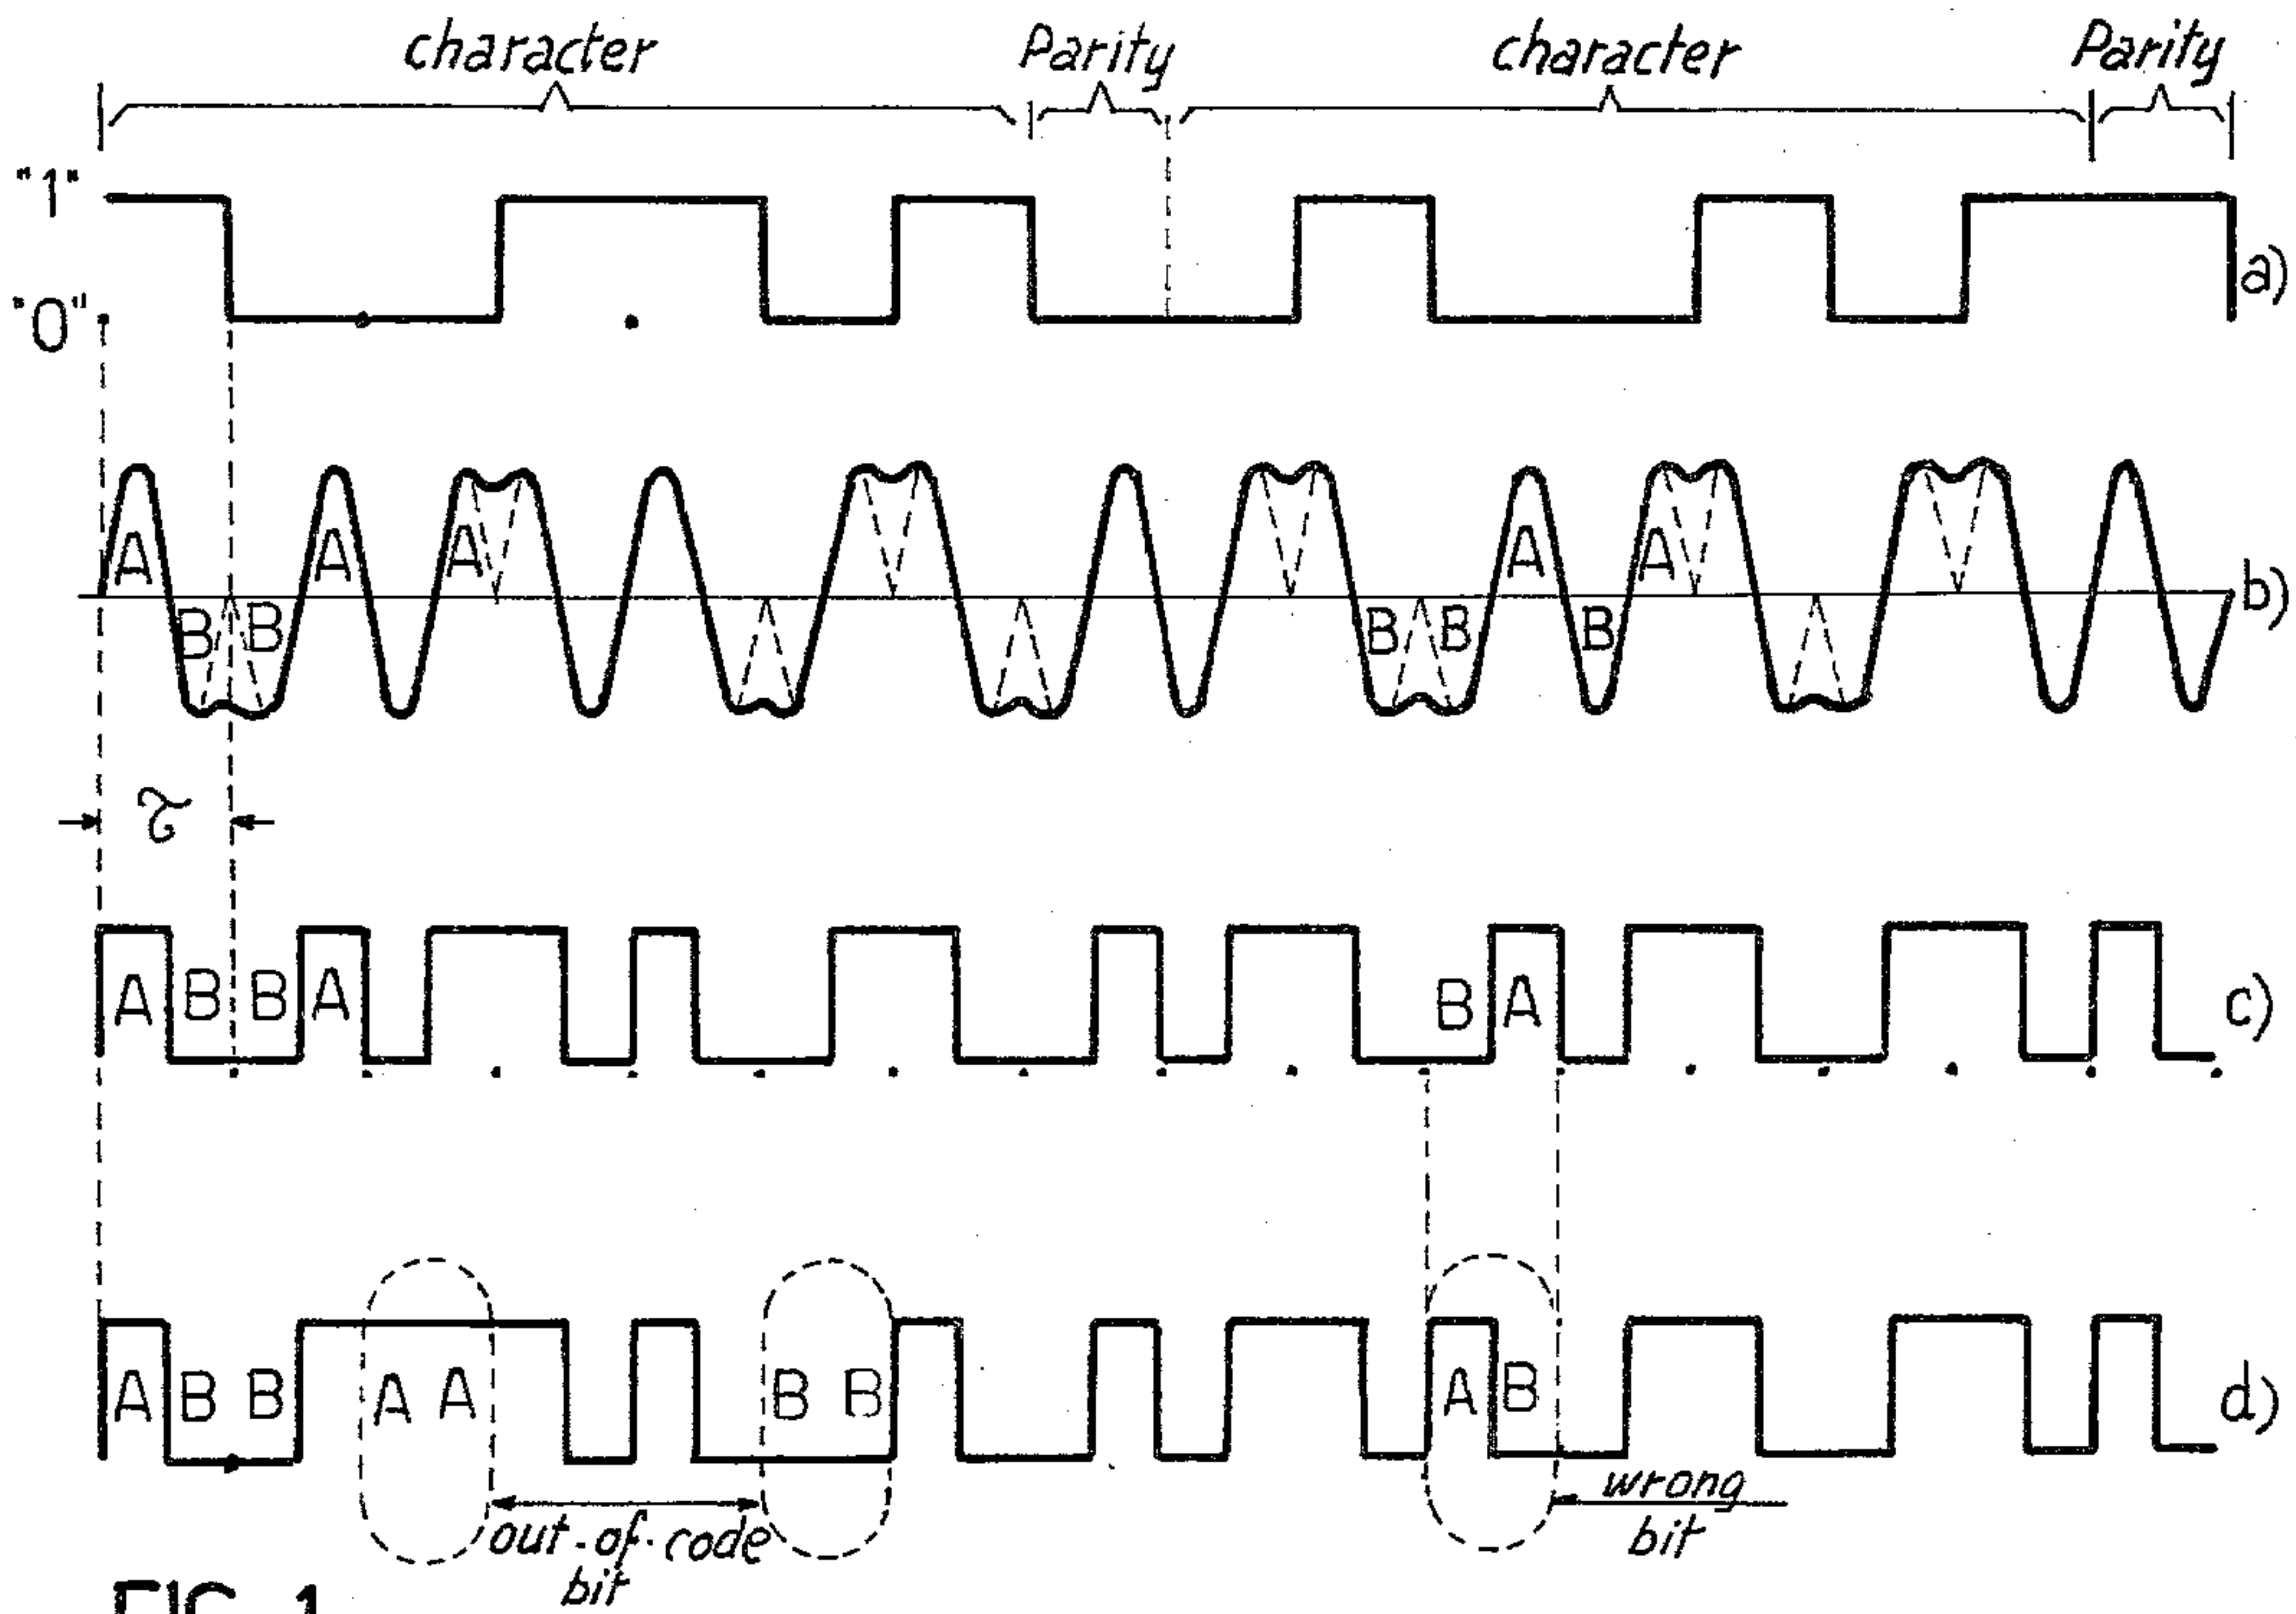 character Parity character Parity
"1"
"0"
a)
A A A A A
B B B B B
b)
τ
A B B A B A
c)
A B B A A B B A B
d)
out-of-code bit
wrong bit
FIG. 1